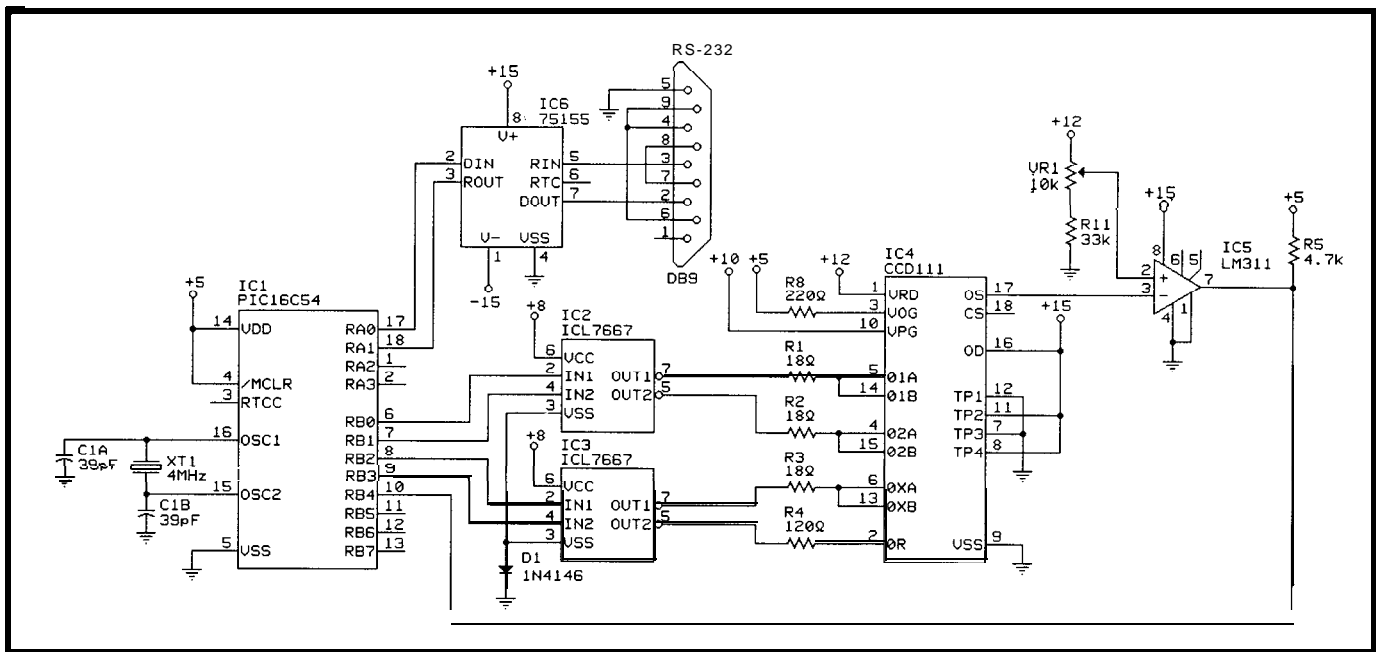 RS-232
5
9
4
8
3
7
2
6
1
DB9
+15
IC6
75155
8
V+
2 DIN
3 ROUT
RIN 5
RTC 6
DOUT 7
V-
VSS
1
4
-15
+5
IC1
PIC16C54
14 VDD
4 /MCLR
3 RTCC
16 OSC1
15 OSC2
5 VSS
RA0 17
RA1 18
RA2 1
RA3 2
RB0 6
RB1 7
RB2 8
RB3 9
RB4 10
RB5 11
RB6 12
RB7 13
C1A
39pF
XT1
4MHz
C1B
39pF
+8
IC2
ICL7667
6 VCC
2 IN1
4 IN2
3 VSS
OUT1 7
OUT2 5
+8
IC3
ICL7667
6 VCC
2 IN1
4 IN2
3 VSS
OUT1 7
OUT2 5
D1
1N4146
+10
+5
+12
R8
220Ω
R1
18Ω
R2
18Ω
R3
18Ω
R4
120Ω
IC4
CCD111
1 VRD
3 VOG
10 VPG
5 Ø1A
14 Ø1B
4 Ø2A
15 Ø2B
6 ØXA
13 ØXB
2 ØR
OS 17
CS 18
OD 16
TP1 12
TP2 11
TP3 7
TP4 8
VSS 9
+15
+12
VR1
10k
R11
33k
+15
8
6
5
2 +
3 -
7
4
1
IC5
LM311
+5
R5
4.7k